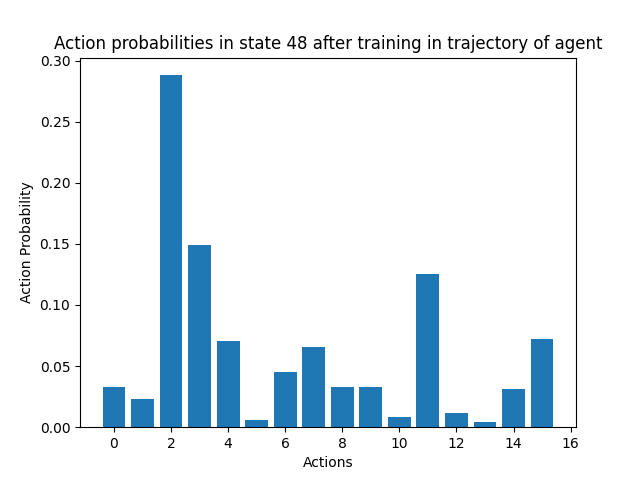 Action probabilities in state 48 after training in trajectory of agent
0.30
0.25
0.20
0.15
0.10
0.05
0.00
Action Probability
0 2 4 6 8 10 12 14 16
Actions